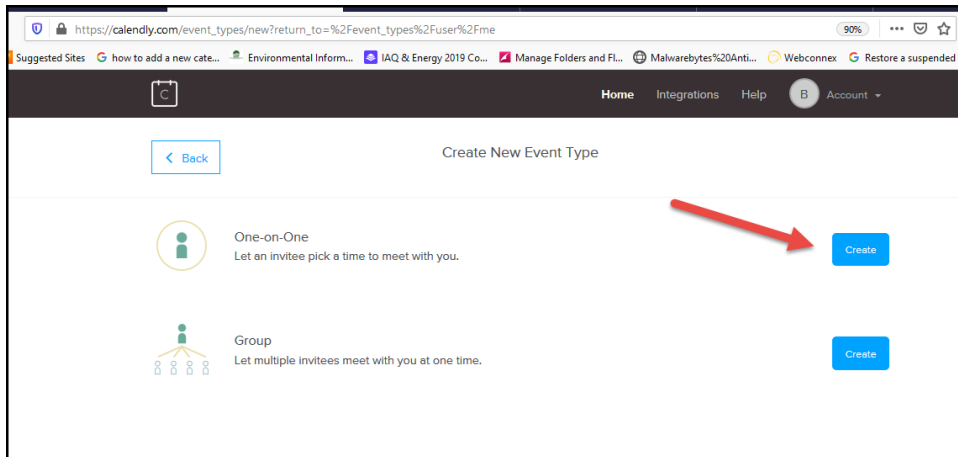 https://calendly.com/event_types/new?return_to=%2Fevent_types%2Fuser%2Fme 90%
Suggested Sites G how to add a new cate... Environmental Inform... IAQ & Energy 2019 Co... Manage Folders and Fl... Malwarebytes%20Anti... Webconnex G Restore a suspended
C Home Integrations Help B Account
Back Create New Event Type
One-on-One
Let an invitee pick a time to meet with you.
Create
Group
Let multiple invitees meet with you at one time.
Create